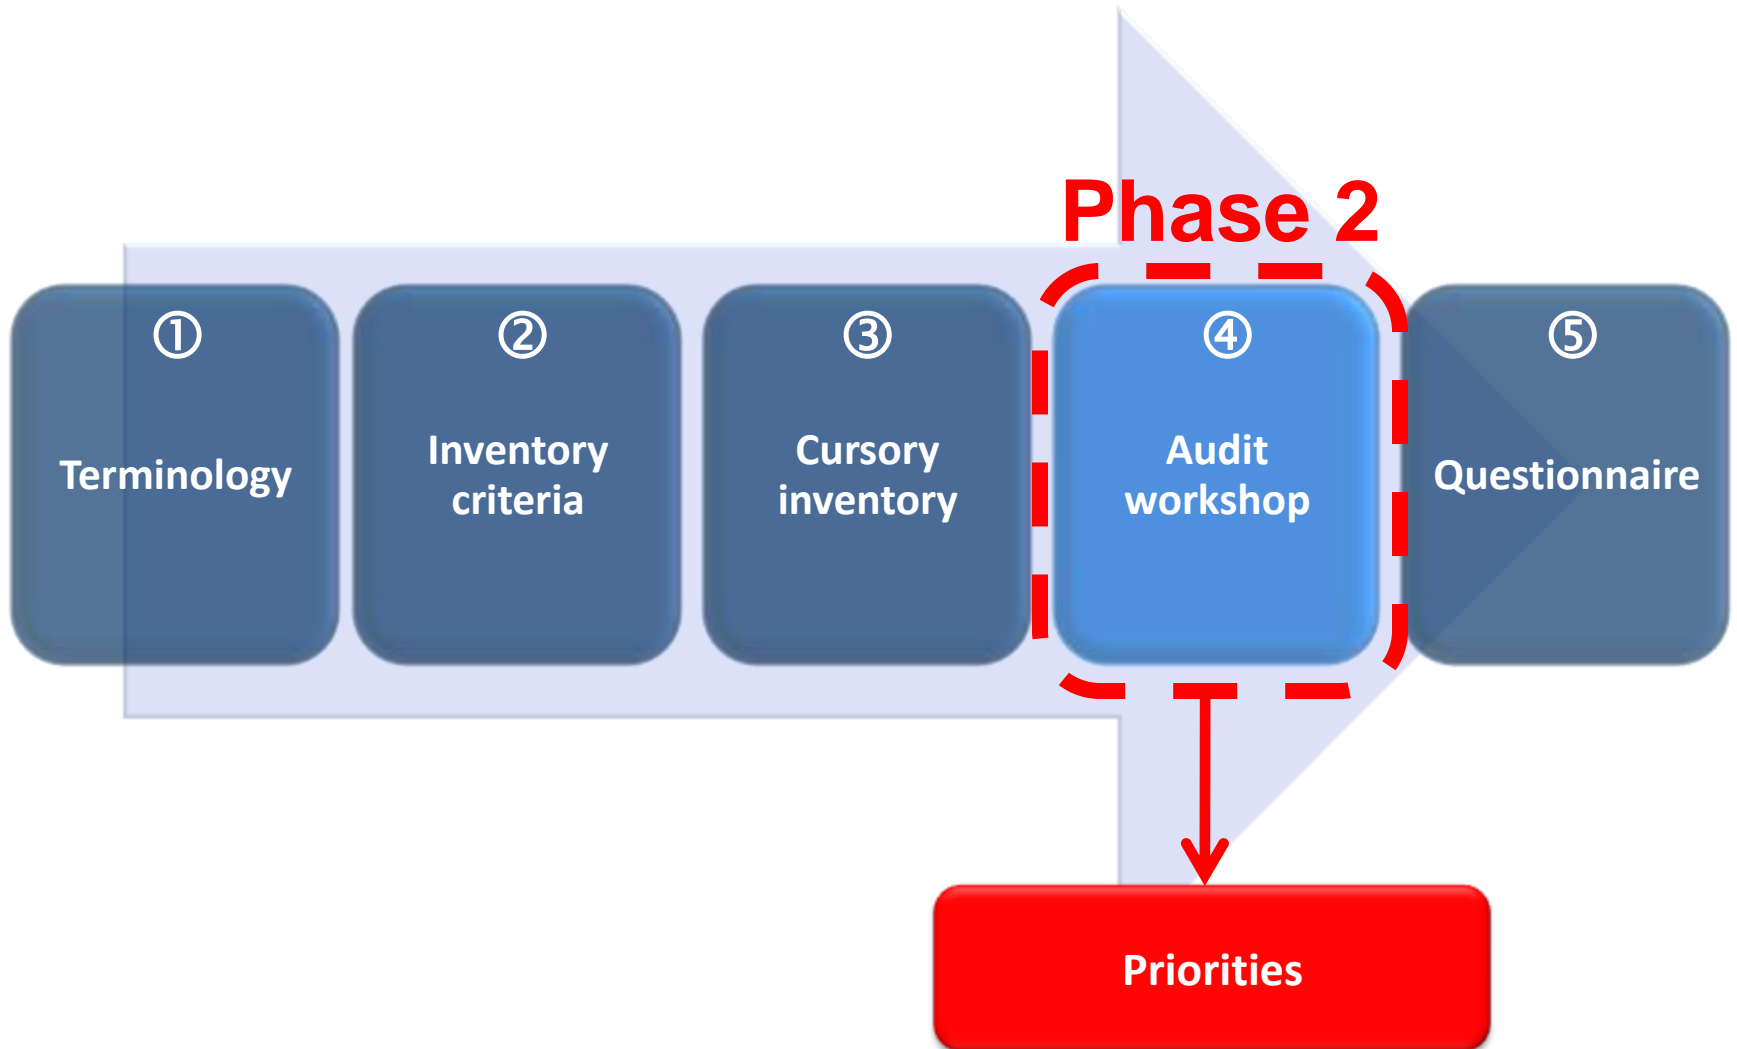 Phase 2
①
Terminology
②
Inventory
criteria
③
Cursory
inventory
④
Audit
workshop
⑤
Questionnaire
Priorities